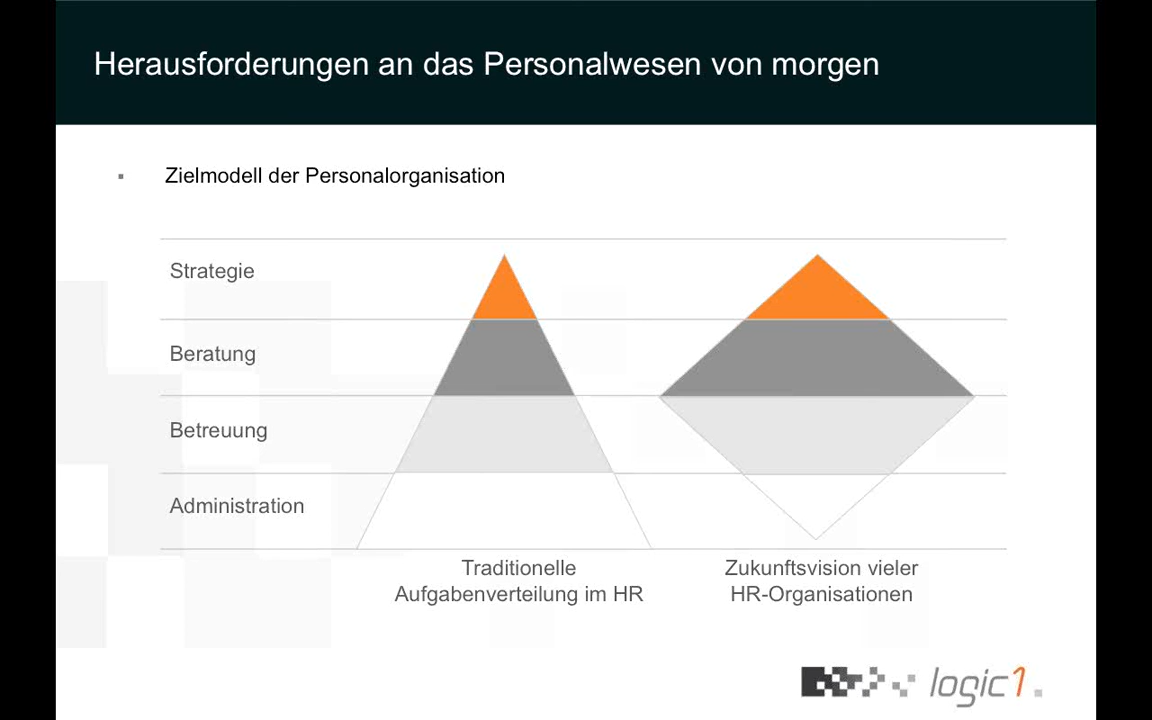 Herausforderungen an das Personalwesen von morgen
Zielmodell der Personalorganisation
Strategie
Beratung
Betreuung
Administration
Traditionelle
Aufgabenverteilung im HR
Zukunftsvision vieler
HR-Organisationen
logic1